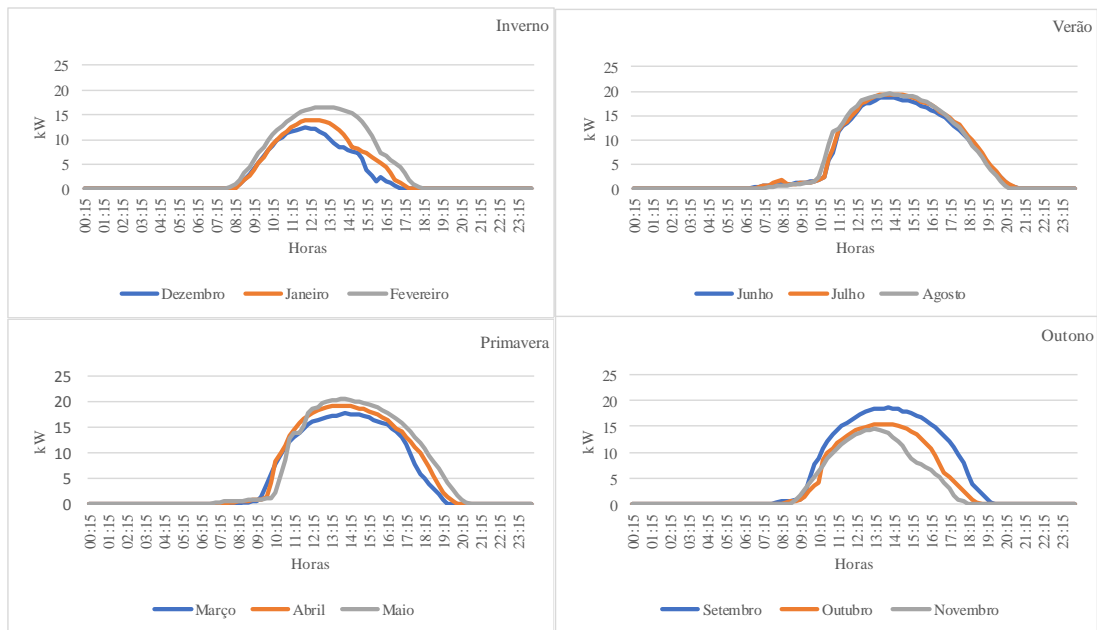 Inverno
25
20
15
10
5
0
kW
00:15 01:15 02:15 03:15 04:15 05:15 06:15 07:15 08:15 09:15 10:15 11:15 12:15 13:15 14:15 15:15 16:15 17:15 18:15 19:15 20:15 21:15 22:15 23:15
Horas
Dezembro Janeiro Fevereiro
Verão
25
20
15
10
5
0
kW
00:15 01:15 02:15 03:15 04:15 05:15 06:15 07:15 08:15 09:15 10:15 11:15 12:15 13:15 14:15 15:15 16:15 17:15 18:15 19:15 20:15 21:15 22:15 23:15
Horas
Junho Julho Agosto
Primavera
25
20
15
10
5
0
kW
00:15 01:15 02:15 03:15 04:15 05:15 06:15 07:15 08:15 09:15 10:15 11:15 12:15 13:15 14:15 15:15 16:15 17:15 18:15 19:15 20:15 21:15 22:15 23:15
Horas
Março Abril Maio
Outono
25
20
15
10
5
0
kW
00:15 01:15 02:15 03:15 04:15 05:15 06:15 07:15 08:15 09:15 10:15 11:15 12:15 13:15 14:15 15:15 16:15 17:15 18:15 19:15 20:15 21:15 22:15 23:15
Horas
Setembro Outubro Novembro